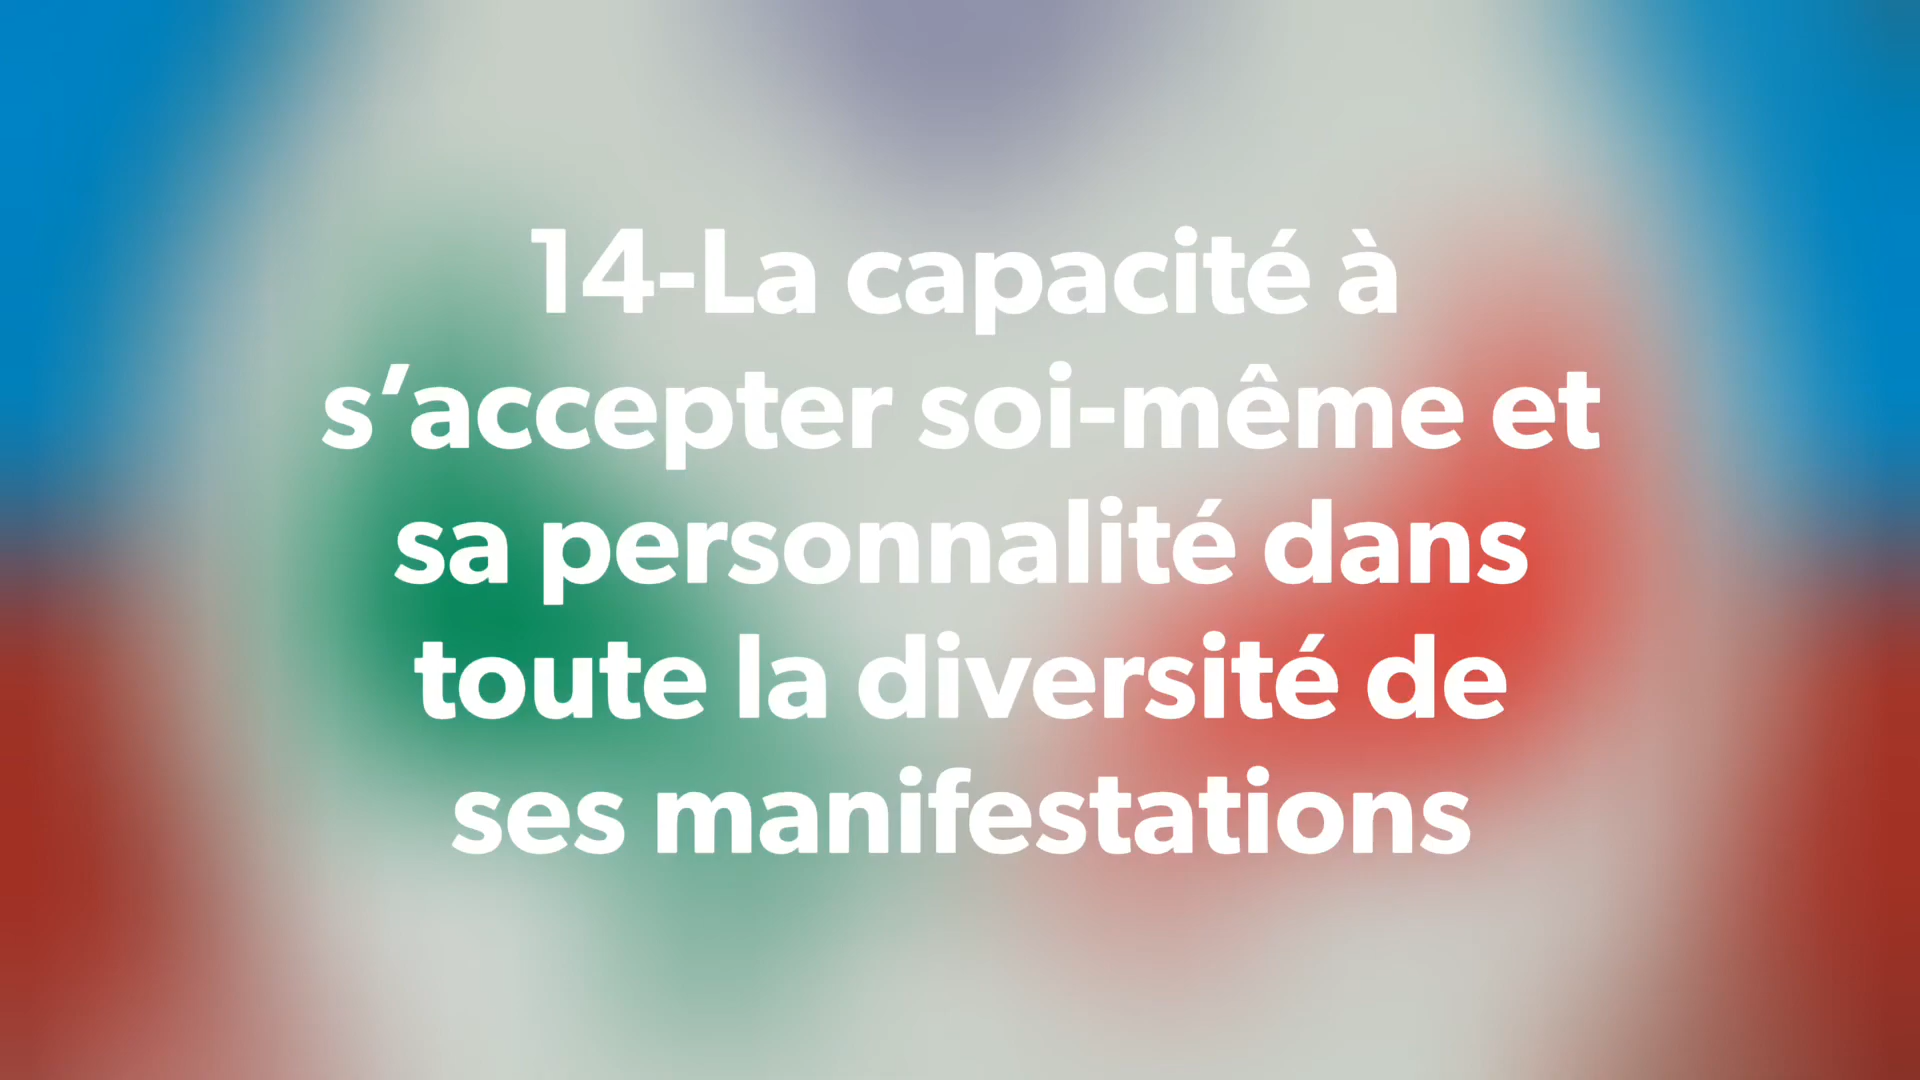 14-La capacité à
s’accepter soi-même et
sa personnalité dans
toute la diversité de
ses manifestations